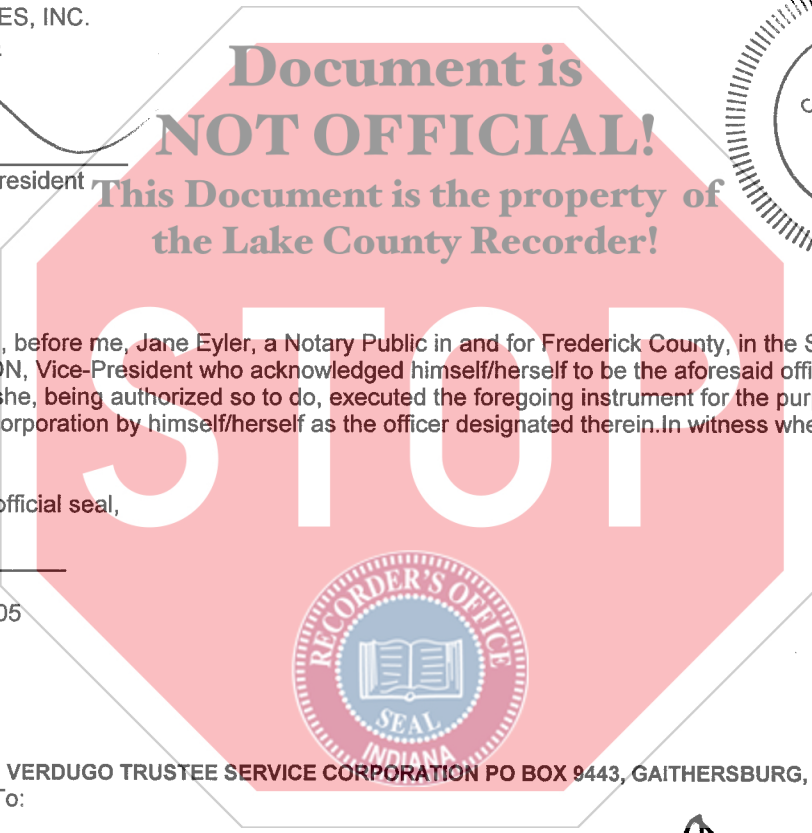 ES, INC.
Document is
NOT OFFICIAL!
resident
This Document is the property of
the Lake County Recorder!
STOP
, before me, Jane Eyler, a Notary Public in and for Frederick County, in the S
ON, Vice-President who acknowledged himself/herself to be the aforesaid offi
she, being authorized so to do, executed the foregoing instrument for the pur
orporation by himself/herself as the officer designated therein.In witness whe
official seal,
05
RECORDER'S OFFICE
SEAL
INDIANA
VERDUGO TRUSTEE SERVICE CORPORATION PO BOX 9443, GAITHERSBURG,
To: